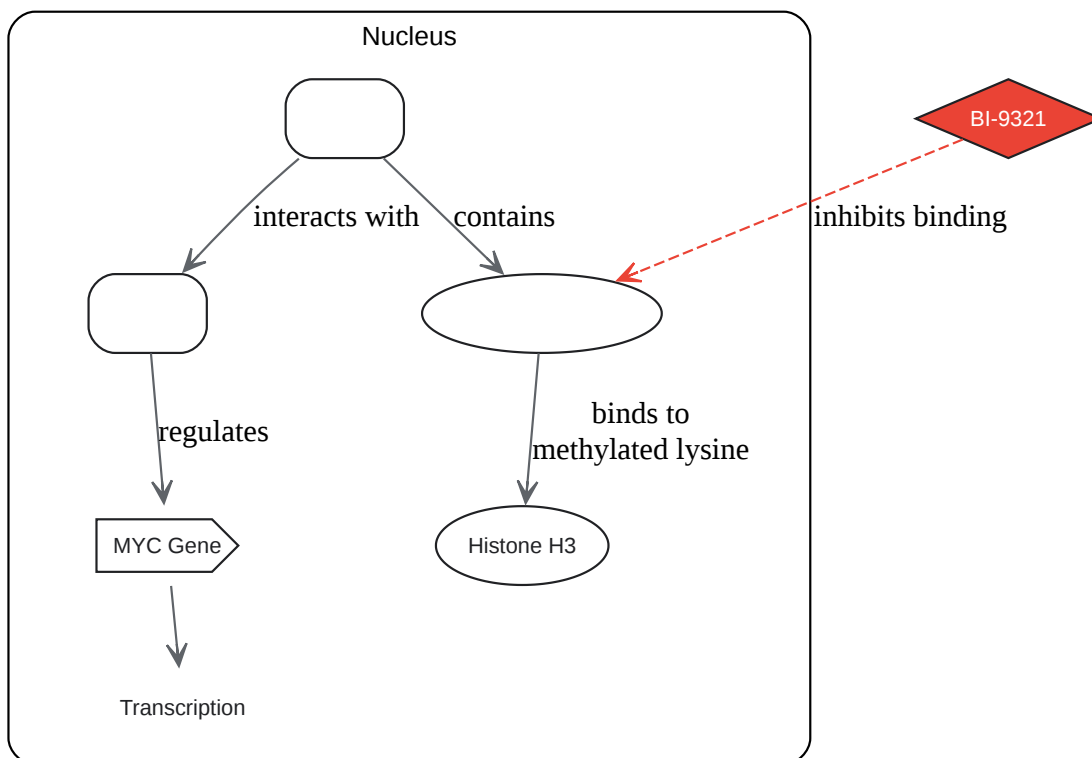 Nucleus
BI-9321
interacts with
contains
inhibits binding
regulates
binds to
methylated lysine
MYC Gene
Histone H3
Transcription